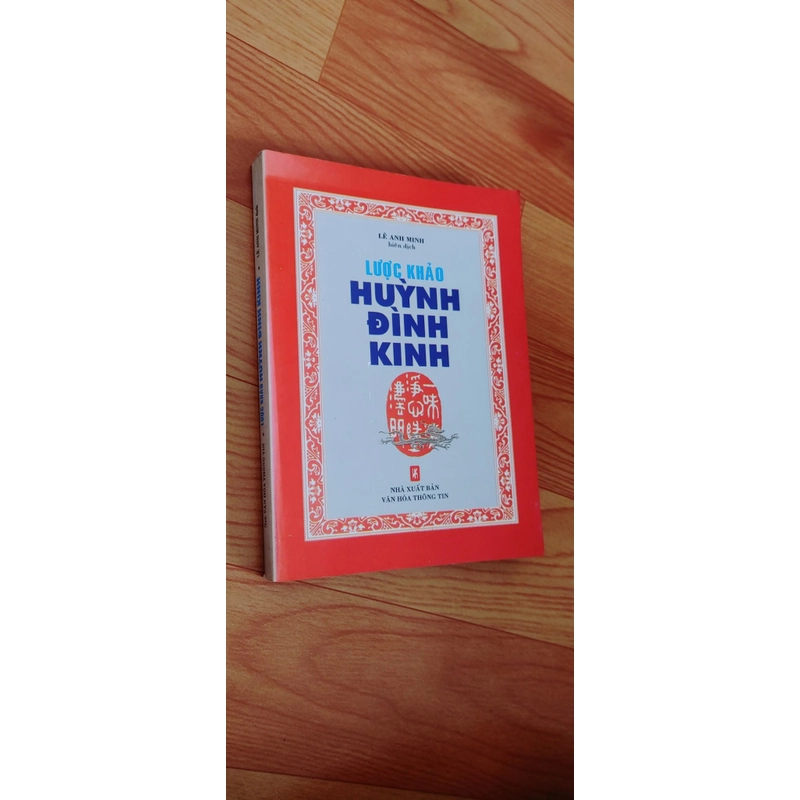 LÊ ANH MINH
biên dịch
LƯỢC KHẢO
HUỲNH
ĐÌNH
KINH
NHÀ XUẤT BẢN
VĂN HÓA THÔNG TIN